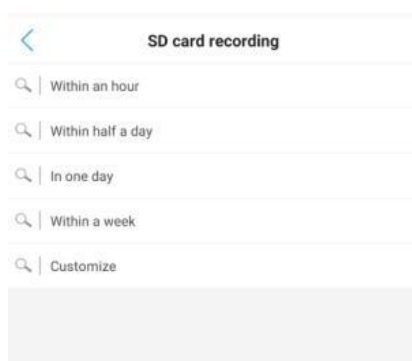 SD card recording
Within an hour
Within half a day
In one day
Within a week
Customize